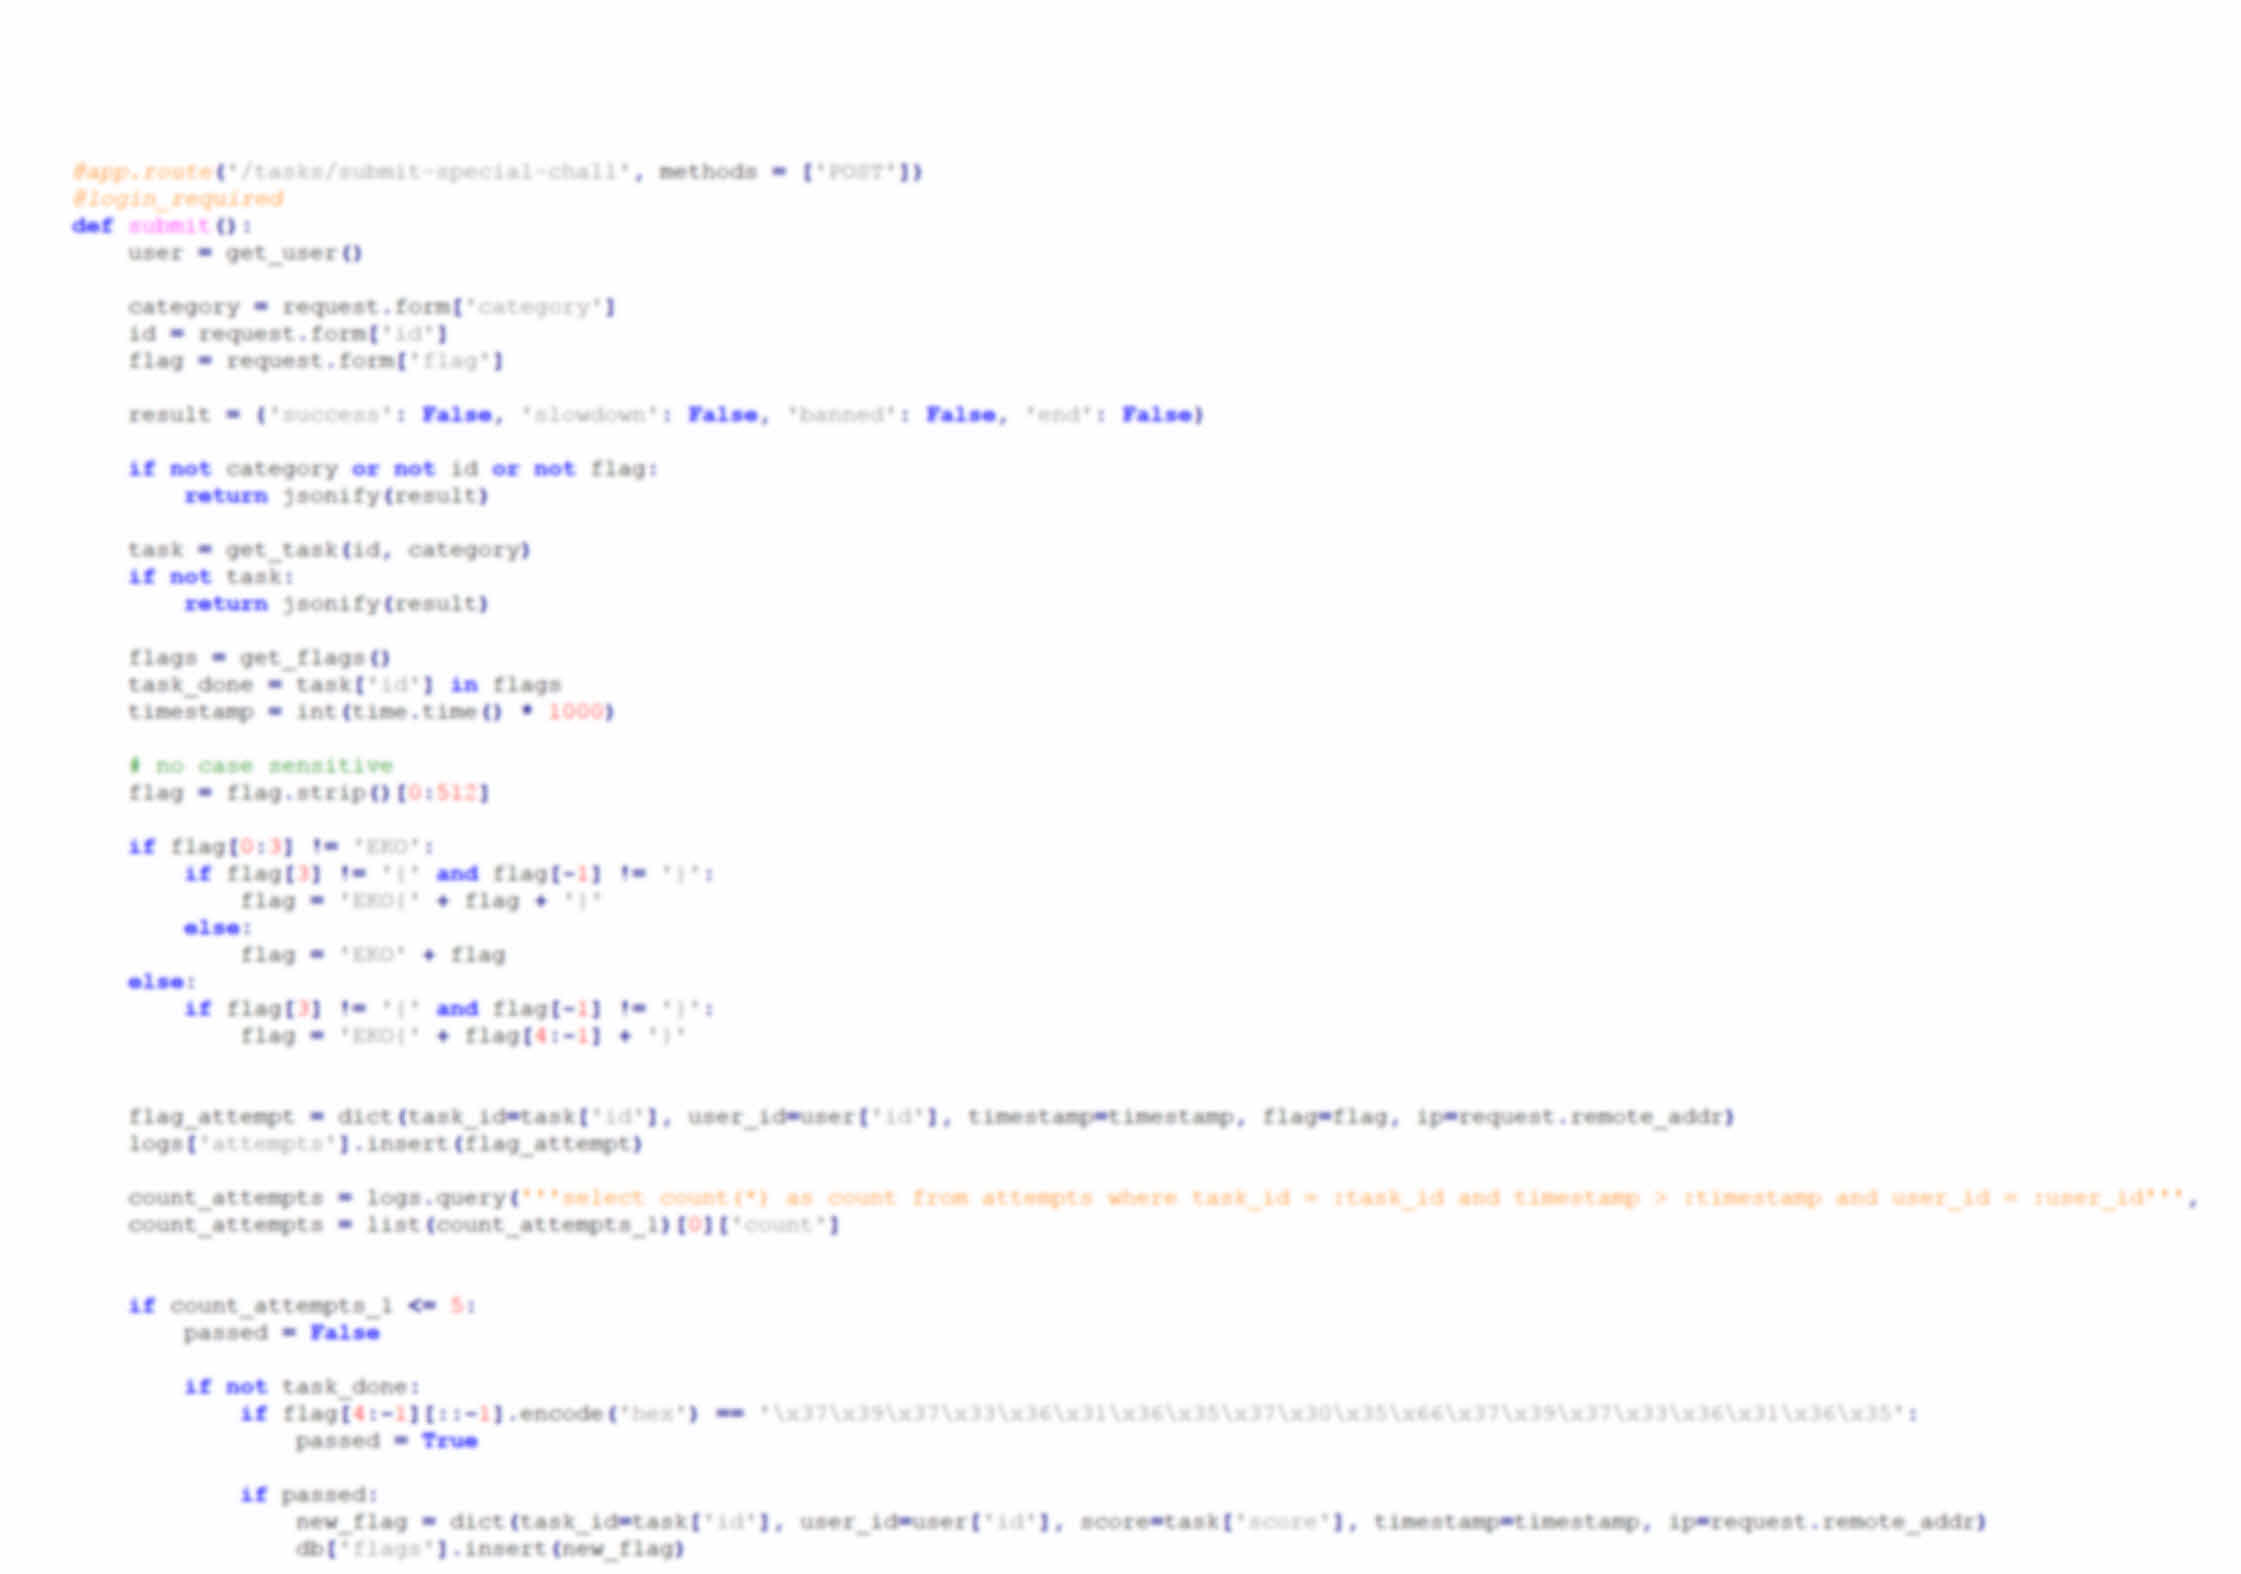 @app.route('/tasks/submit-special-chall', methods = ['POST'])
@login_required
def submit():
    user = get_user()
    category = request.form['category']
    id = request.form['id']
    flag = request.form['flag']
    result = {'success': False, 'slowdown': False, 'banned': False, 'end': False}
    if not category or not id or not flag:
        return jsonify(result)
    task = get_task(id, category)
    if not task:
        return jsonify(result)
    flags = get_flags()
    task_done = task['id'] in flags
    timestamp = int(time.time() * 1000)
    # no case sensitive
    flag = flag.strip()[0:512]
    if flag[0:3] != 'EKO':
        if flag[3] != '{' and flag[-1] != '}':
            flag = 'EKO{' + flag + '}'
        else:
            flag = 'EKO' + flag
    else:
        if flag[3] != '{' and flag[-1] != '}':
            flag = 'EKO{' + flag[4:-1] + '}'
    flag_attempt = dict(task_id=task['id'], user_id=user['id'], timestamp=timestamp, flag=flag, ip=request.remote_addr)
    logs['attempts'].insert(flag_attempt)
    count_attempts = logs.query('''select count(*) as count from attempts where task_id = :task_id and timestamp > :timestamp and user_id = :user_id''',
    count_attempts = list(count_attempts_l)[0]['count']
    if count_attempts_l <= 5:
        passed = False
        if not task_done:
            if flag[4:-1][::-1].encode('hex') == '\x37\x39\x37\x33\x36\x31\x36\x35\x37\x30\x35\x66\x37\x39\x37\x33\x36\x31\x36\x35':
                passed = True
            if passed:
                new_flag = dict(task_id=task['id'], user_id=user['id'], score=task['score'], timestamp=timestamp, ip=request.remote_addr)
                db['flags'].insert(new_flag)